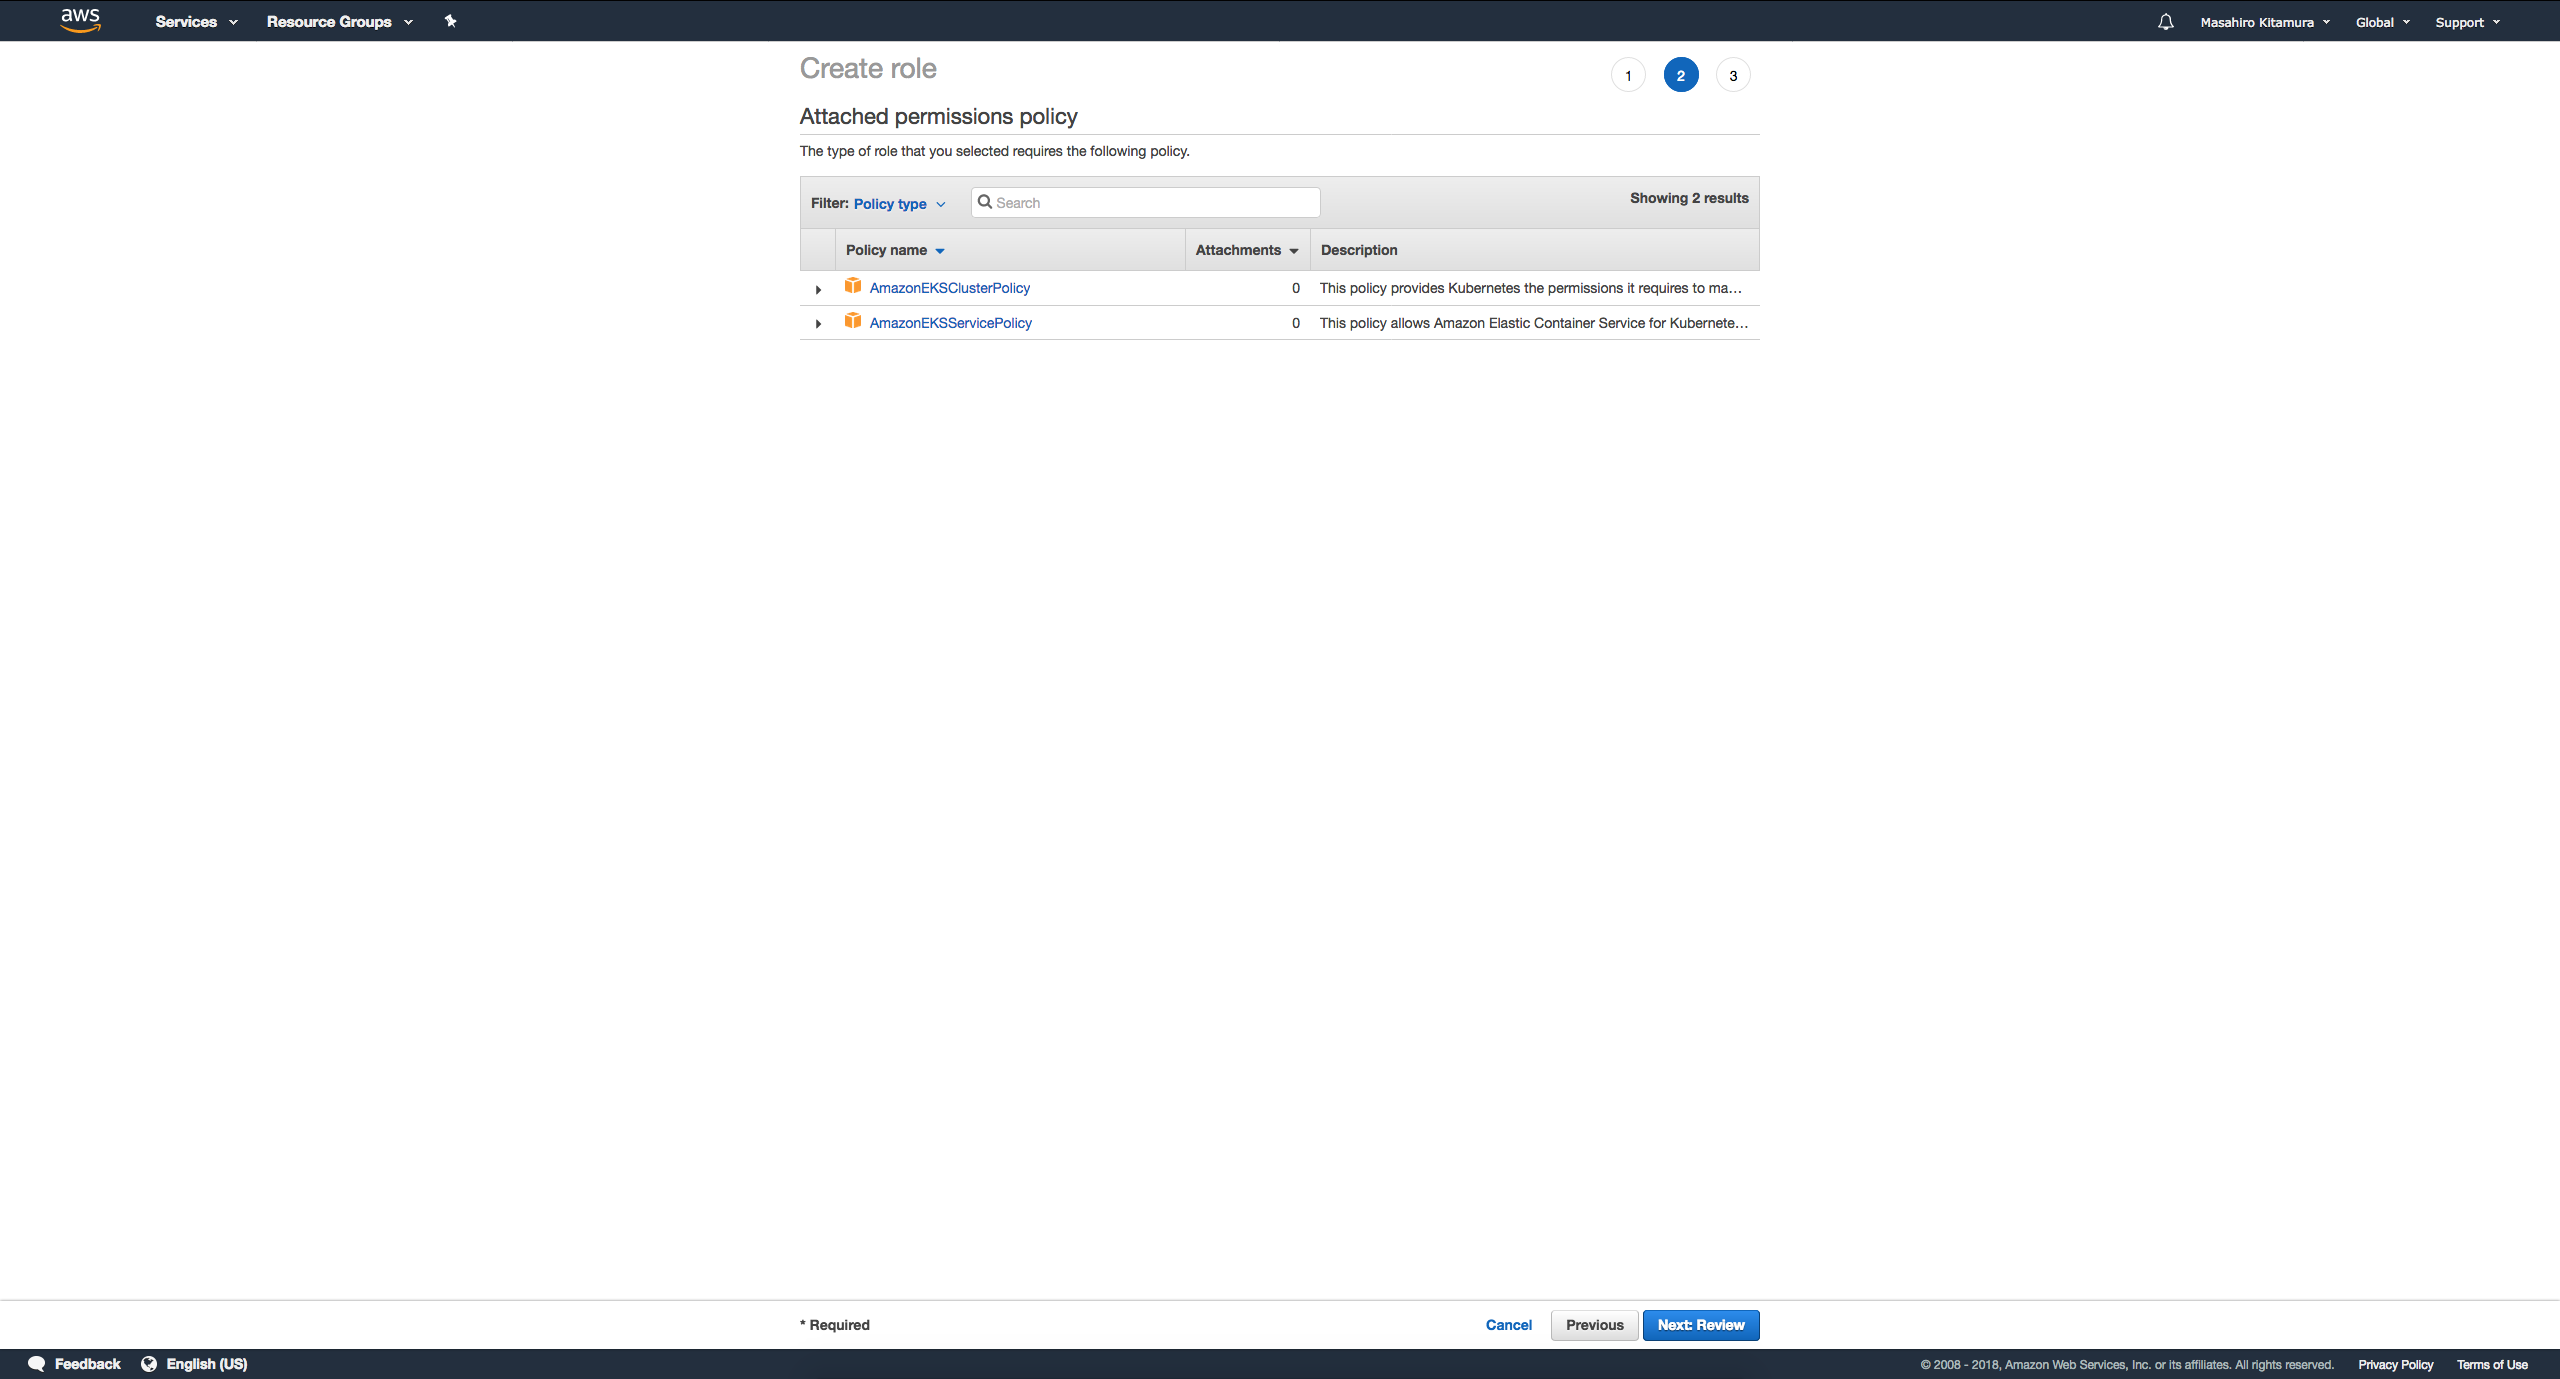 aws Services Resource Groups Masahiro Kitamura Global Support
Create role 1 2 3
Attached permissions policy
The type of role that you selected requires the following policy.
Filter: Policy type Search Showing 2 results
Policy name Attachments Description
AmazonEKSClusterPolicy 0 This policy provides Kubernetes the permissions it requires to ma…
AmazonEKSServicePolicy 0 This policy allows Amazon Elastic Container Service for Kubernete…
* Required Cancel Previous Next: Review
Feedback English (US) © 2008 - 2018, Amazon Web Services, Inc. or its affiliates. All rights reserved. Privacy Policy Terms of Use